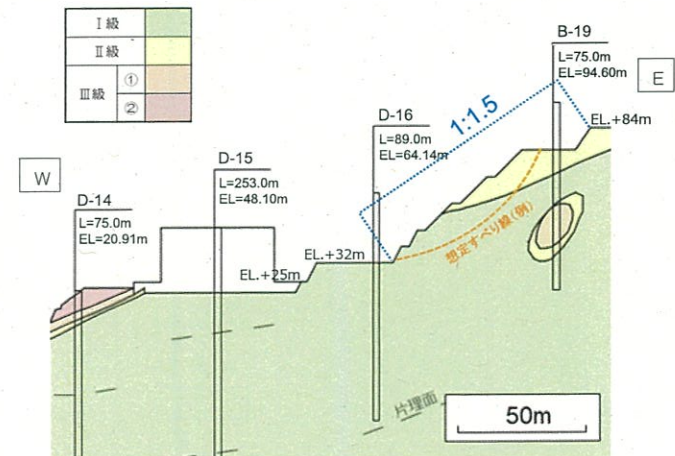 Ⅰ級
Ⅱ級
Ⅲ級
①
②
W
E
D-14
L=75.0m
EL=20.91m
D-15
L=253.0m
EL=48.10m
D-16
L=89.0m
EL=64.14m
B-19
L=75.0m
EL=94.60m
1:1.5
EL.+84m
EL.+32m
EL.+25m
想定すべり線(例)
片理面
50m